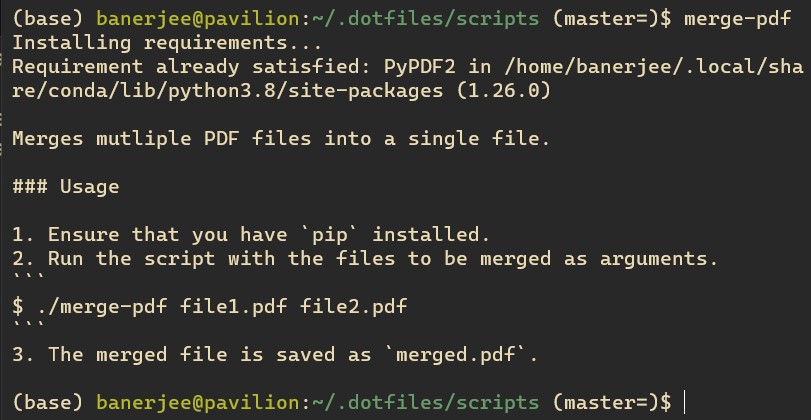 (base) banerjee@pavilion:~/.dotfiles/scripts (master=)$ merge-pdf
Installing requirements...
Requirement already satisfied: PyPDF2 in /home/banerjee/.local/sha
re/conda/lib/python3.8/site-packages (1.26.0)
Merges mutliple PDF files into a single file.
### Usage
1. Ensure that you have `pip` installed.
2. Run the script with the files to be merged as arguments.
```
$ ./merge-pdf file1.pdf file2.pdf
```
3. The merged file is saved as `merged.pdf`.
(base) banerjee@pavilion:~/.dotfiles/scripts (master=)$